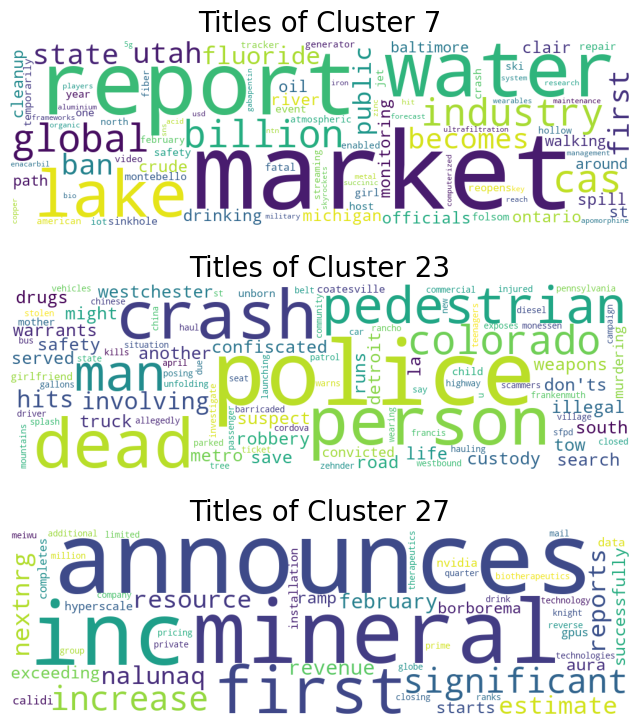 Titles of Cluster 7
state utah fluoride 5g tracker generator baltimore clair repair
cleanup temporarily report public water ski first
players fiber oil gabapentin jet crash system research
year river wearables maintenance
aluminium one usd iron hit
frameworks event
organic north acid atmospheric zinc enabled forecast ultrafiltration hollow
global february billion monitoring industry
ban video safety ntn becomes walking management
enacarbil crude fatal streaming market computerized around
path montebello girl metal reopens key cas
lake skyrockets succinic spill
bio host reach st
copper american iot sinkhole drinking military michigan officials folsom ontario apomorphine
Titles of Cluster 23
vehicles westchester st unborn belt coatesville commercial injured pennsylvania
drugs chinese crash community pedestrian new diesel
stolen might china
warrants mother haul car rancho colorado exposes monessen campaign
bus safety situation confiscated patrol teenagers
served state another april due detroit la weapons
man kills posing seat launching police runs child scammers don'ts murdering
girlfriend gallons unfolding warns say highway frankenmuth
hits involving barricaded person u illegal village
driver truck allegedly suspect cordova wearing francis hauling sfpd south
splash investigate passenger robbery convicted life tow closed
mountains dead parked ticket road custody
metro tree save zehnder westbound search
Titles of Cluster 27
meiwu additional limited announces mail data
completes million nvidia therapeutics
nextnrg company quarter biotherapeutics
resource installation ramp february drink technology reports successfully
hyperscale borborema knight
inc pricing mineral reverse
group private gpus
prime technologies
exceeding nalunaq revenue globe aura
calidi first significant
increase closing ranks starts estimate